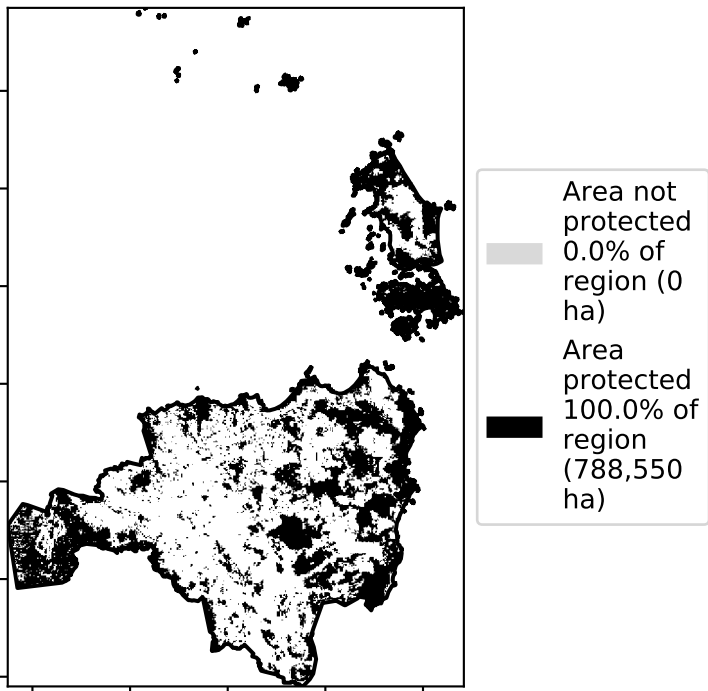 Area not
protected
0.0% of
region (0
ha)
Area
protected
100.0% of
region
(788,550
ha)